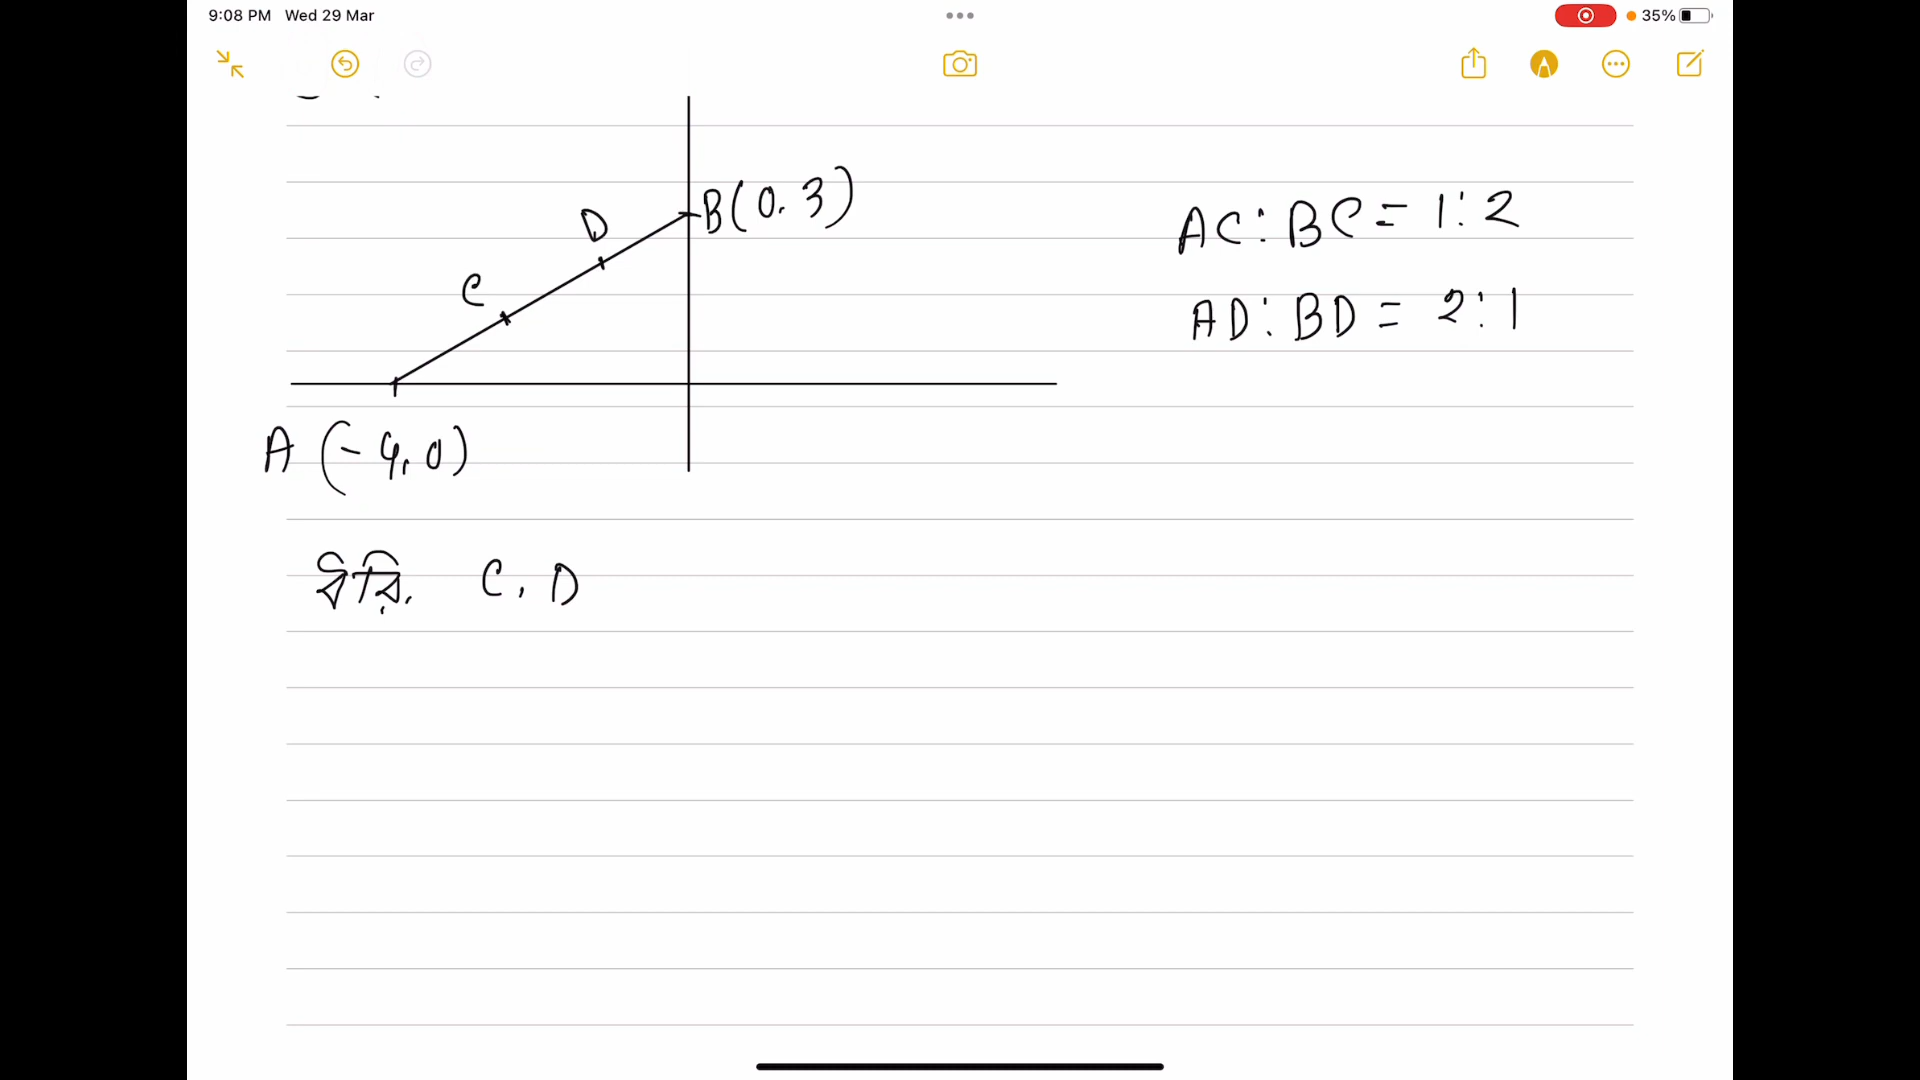 9:08 PM Wed 29 Mar
35%
B(0, 3)
D
C
A (-4, 0)
AC : BC = 1 : 2
AD : BD = 2 : 1
ধরি, C, D